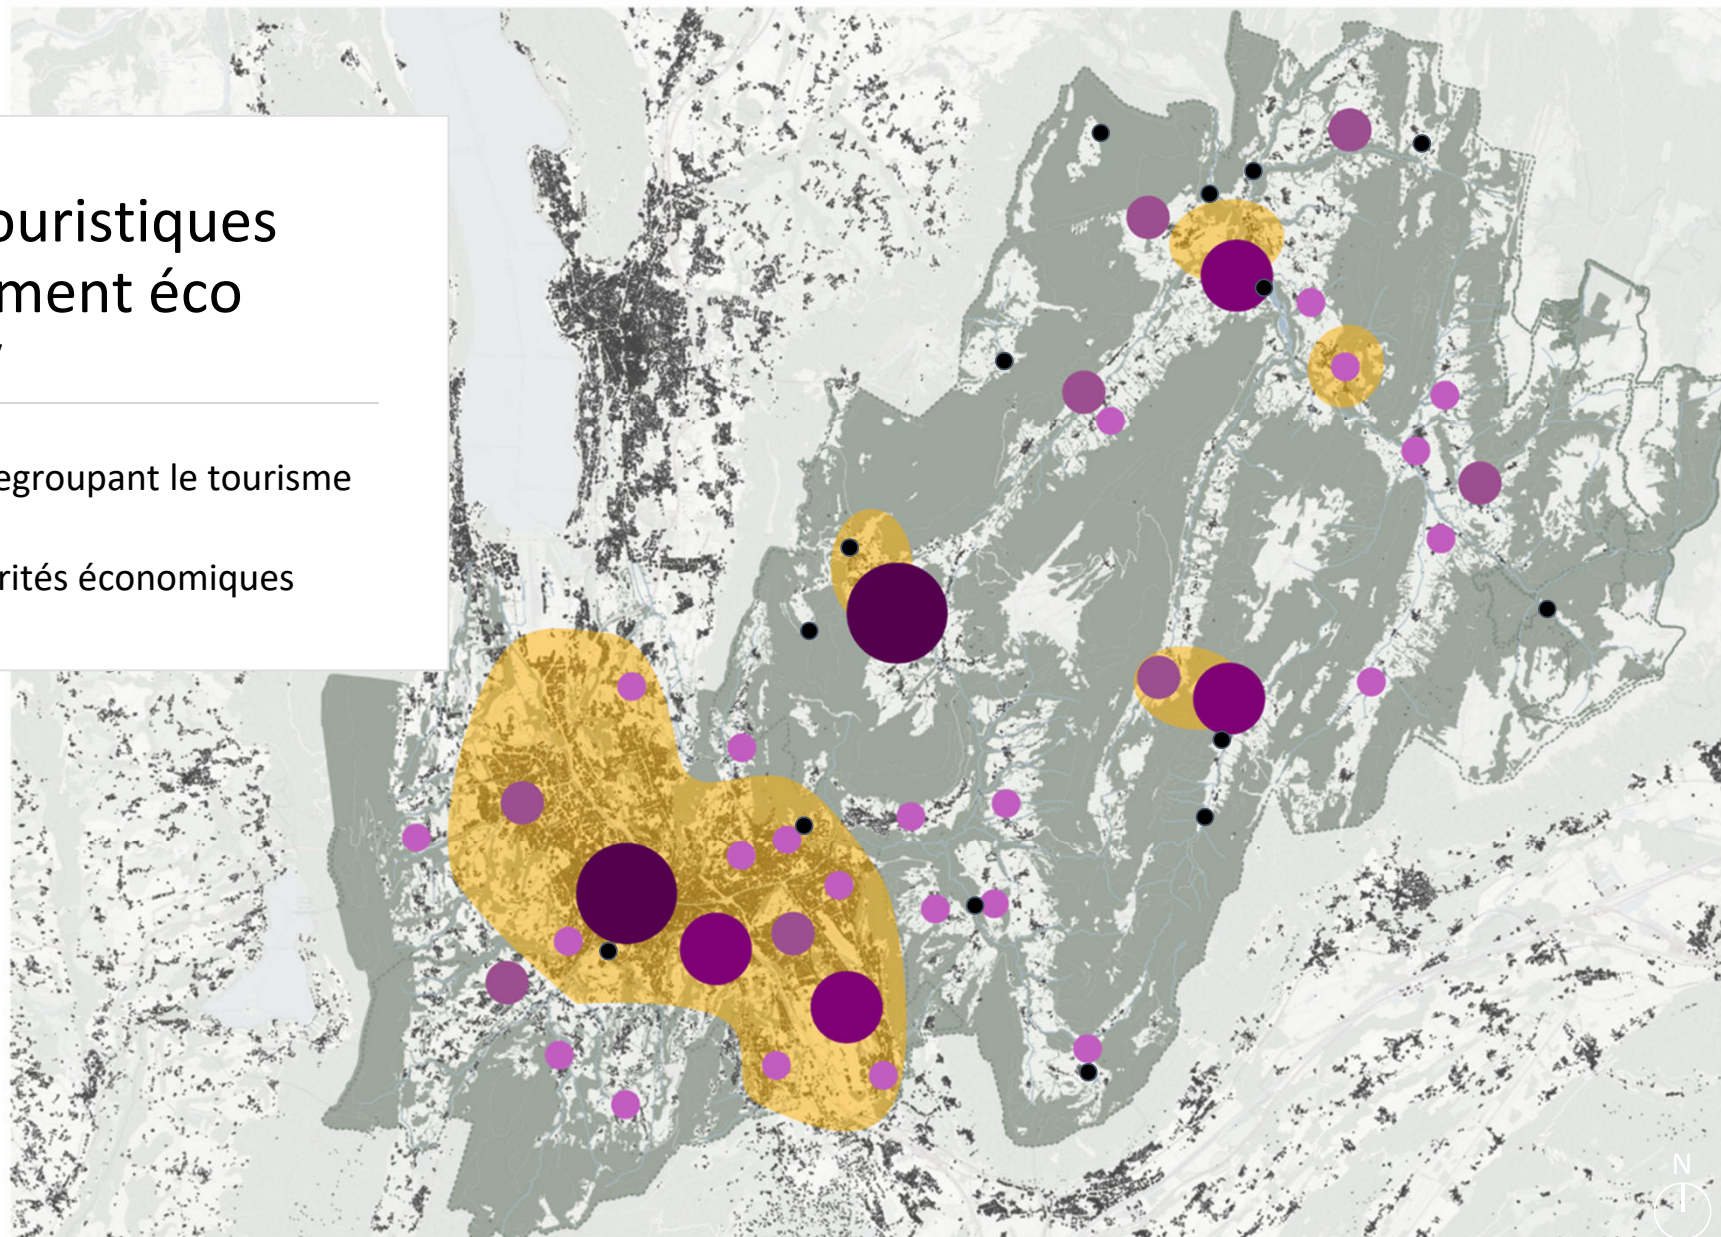 ouristiques
ment éco
egroupant le tourisme
rités économiques
N